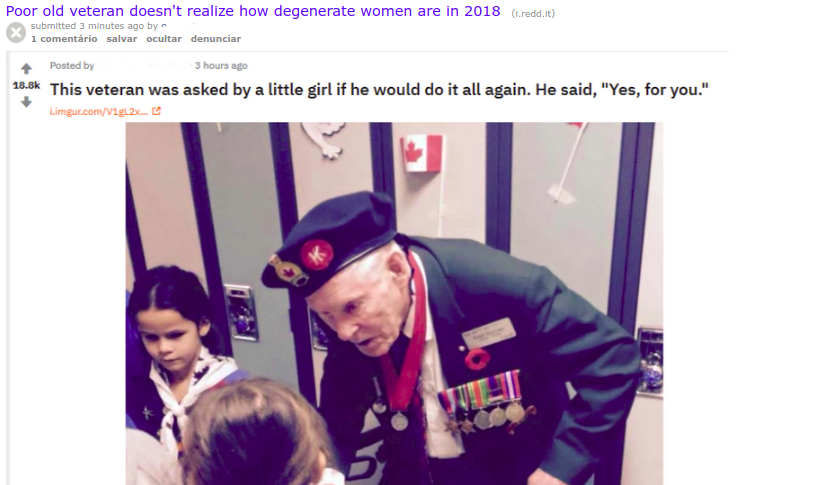 Poor old veteran doesn't realize how degenerate women are in 2018 (i.redd.it)
submitted 3 minutes ago by
1 comentário salvar ocultar denunciar
Posted by 3 hours ago
18.8k
This veteran was asked by a little girl if he would do it all again. He said, "Yes, for you."
i.imgur.com/V1gL2x...